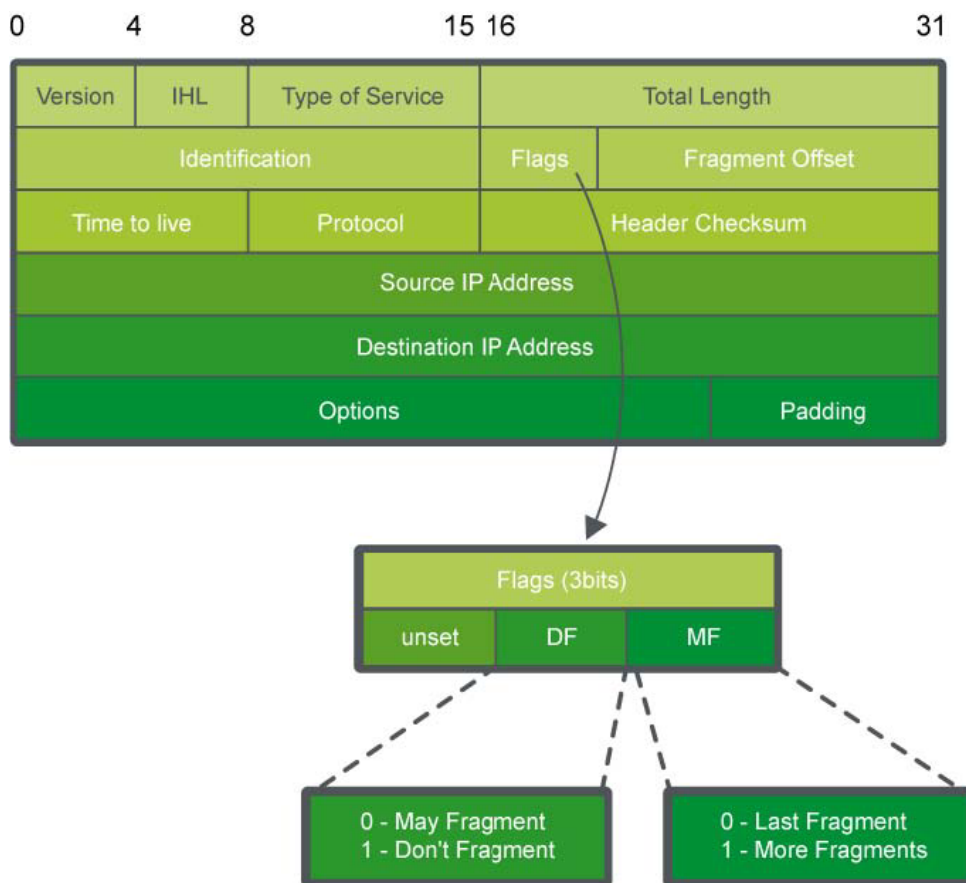 0 4 8 15 16 31
Version IHL Type of Service Total Length
Identification Flags Fragment Offset
Time to live Protocol Header Checksum
Source IP Address
Destination IP Address
Options Padding
Flags (3bits)
unset DF MF
0 - May Fragment
1 - Don't Fragment
0 - Last Fragment
1 - More Fragments